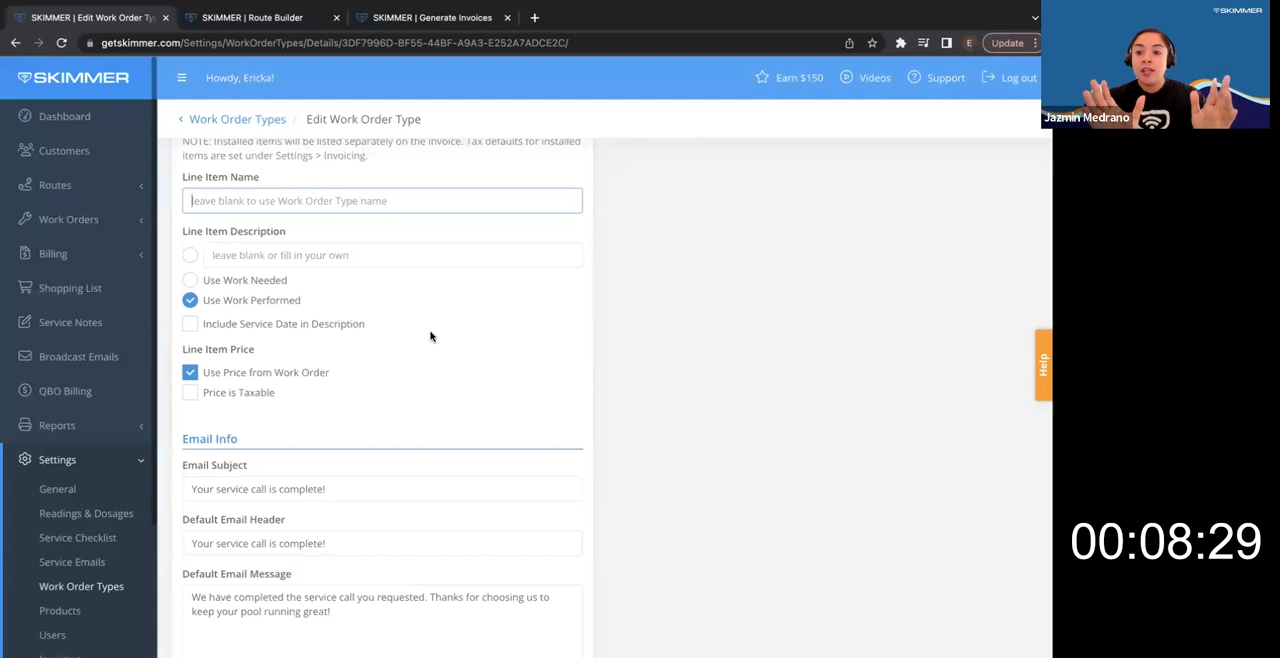 SKIMMER | Edit Work Order Ty
SKIMMER | Route Builder
SKIMMER | Generate Invoices
getskimmer.com/Settings/WorkOrderTypes/Details/3DF7996D-BF55-44BF-A9A3-E252A7ADCE2C/
E
Update
SKIMMER
Jazmin Medrano
SKIMMER
Howdy, Ericka!
Earn $150
Videos
Support
Log out
Dashboard
Customers
Routes
Work Orders
Billing
Shopping List
Service Notes
Broadcast Emails
QBO Billing
Reports
Settings
General
Readings & Dosages
Service Checklist
Service Emails
Work Order Types
Products
Users
Invoicing
Work Order Types / Edit Work Order Type
NOTE: Installed items will be listed separately on the invoice. Tax defaults for installed
items are set under Settings > Invoicing.
Line Item Name
leave blank to use Work Order Type name
Line Item Description
leave blank or fill in your own
Use Work Needed
Use Work Performed
Include Service Date in Description
Line Item Price
Use Price from Work Order
Price is Taxable
Email Info
Email Subject
Your service call is complete!
Default Email Header
Your service call is complete!
Default Email Message
We have completed the service call you requested. Thanks for choosing us to
keep your pool running great!
Help
00:08:29